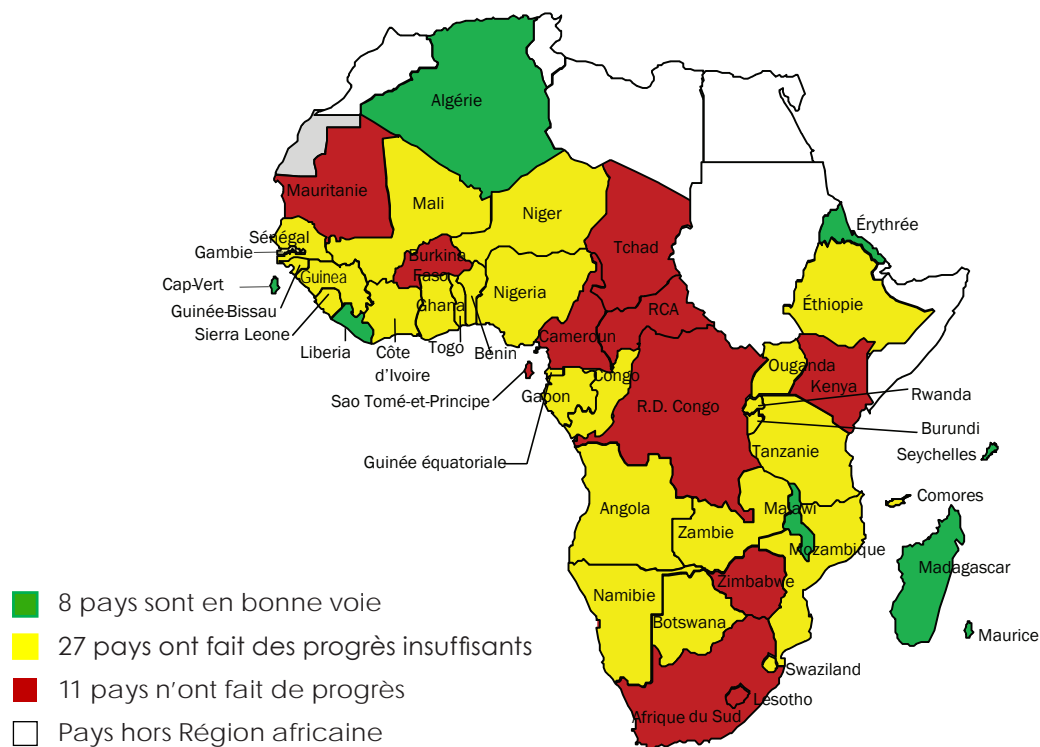 Algérie
Mauritanie
Mali
Niger
Érythrée
Sénégal
Tchad
Gambie
Burkina
Faso
Guinea
Cap-Vert
Nigeria
Éthiopie
Ghana
RCA
Guinée-Bissau
Sierra Leone
Cameroun
Liberia
Côte
d'Ivoire
Togo
Bénin
Ouganda
Congo
Kenya
Sao Tomé-et-Principe
Gabon
R.D. Congo
Rwanda
Burundi
Guinée équatoriale
Tanzanie
Seychelles
Comores
Angola
Malawi
Zambie
Mozambique
Madagascar
Zimbabwe
Namibie
Botswana
Maurice
Swaziland
Lesotho
Afrique du Sud
8 pays sont en bonne voie
27 pays ont fait des progrès insuffisants
11 pays n'ont fait de progrès
Pays hors Région africaine